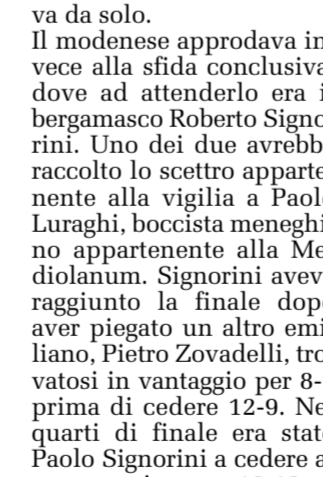 va da solo.
Il modenese approdava in
vece alla sfida conclusiva
dove ad attenderlo era i
bergamasco Roberto Signo
rini. Uno dei due avrebb
raccolto lo scettro apparte
nente alla vigilia a Paol
Luraghi, boccista meneghi
no appartenente alla Me
diolanum. Signorini avev
raggiunto la finale dop
aver piegato un altro emi
liano, Pietro Zovadelli, tro
vatosi in vantaggio per 8-
prima di cedere 12-9. Ne
quarti di finale era stat
Paolo Signorini a cedere a